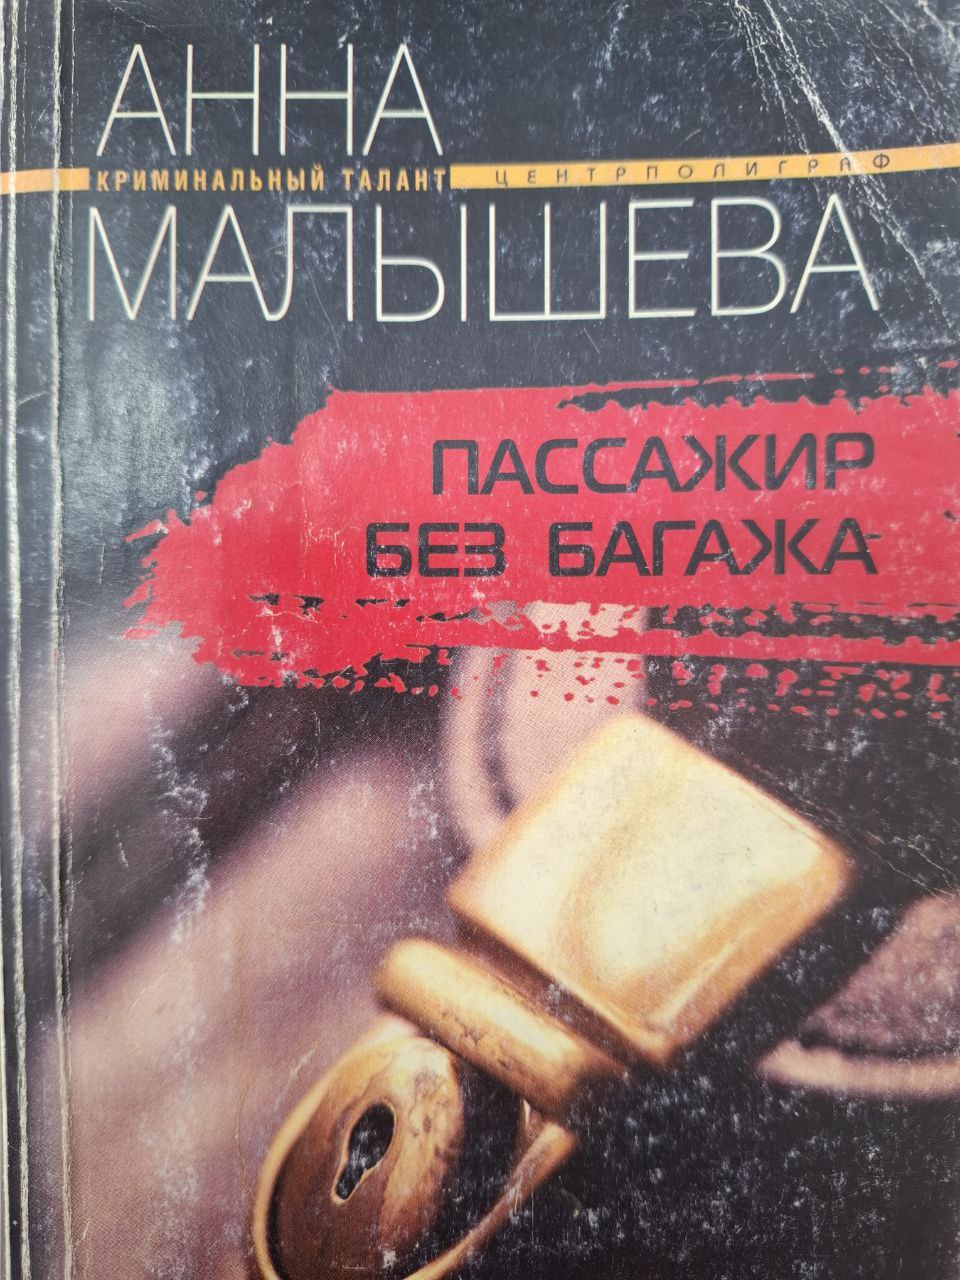 АННА
КРИМИНАЛЬНЫЙ ТАЛАНТ ЦЕНТРПОЛИГРАФ
МАЛЫШЕВА
ПАССАЖИР
БЕЗ БАГАЖА